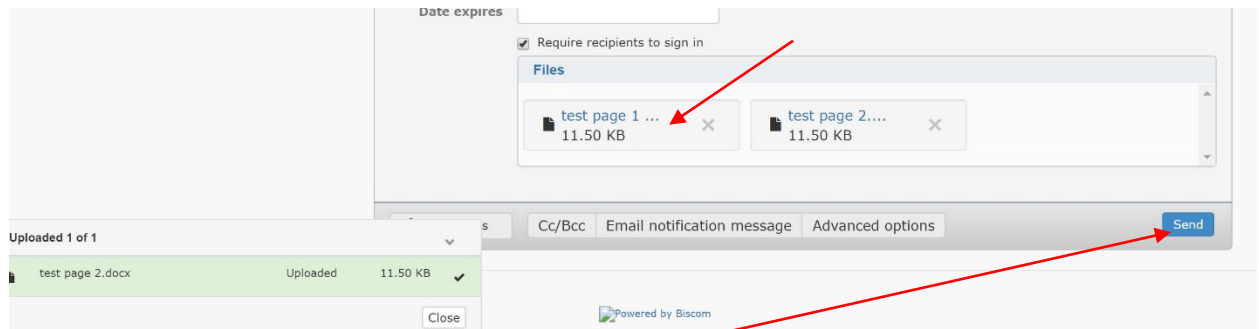 Date expires
Require recipients to sign in
Files
test page 1 ...
11.50 KB
test page 2....
11.50 KB
s Cc/Bcc Email notification message Advanced options Send
Uploaded 1 of 1
test page 2.docx Uploaded 11.50 KB
Close
Powered by Biscom